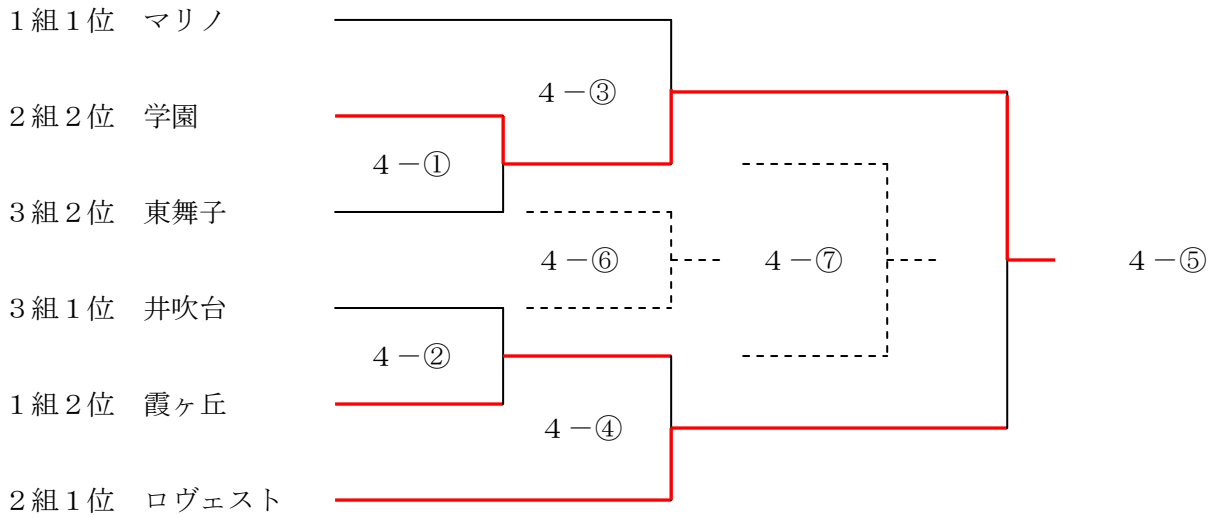 １組１位　マリノ
４－③
２組２位　学園
４－①
３組２位　東舞子
４－⑥　４－⑦　４－⑤
３組１位　井吹台
４－②
１組２位　霞ヶ丘
４－④
２組１位　ロヴェスト